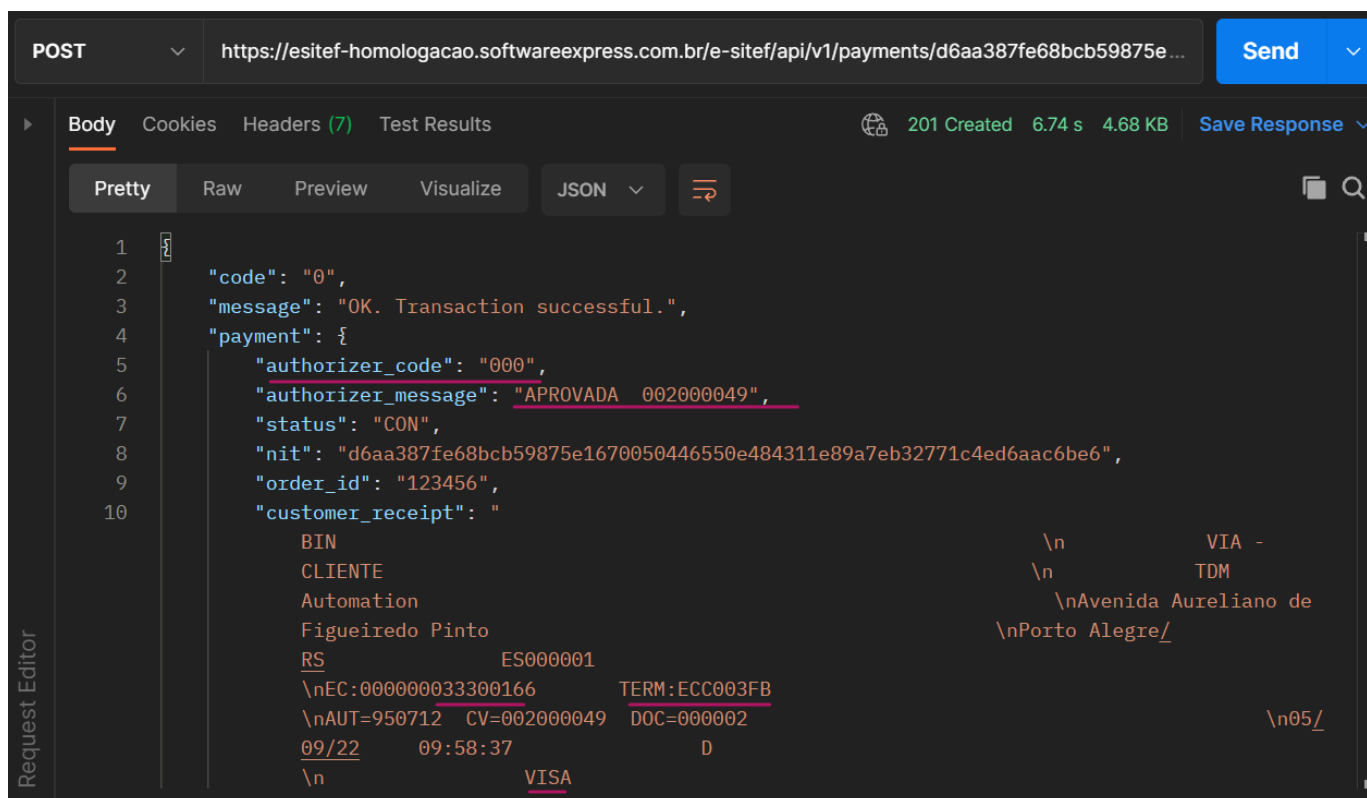 POST https://esitef-homologacao.softwareexpress.com.br/e-sitef/api/v1/payments/d6aa387fe68bcb59875e... Send
Body Cookies Headers (7) Test Results 201 Created 6.74 s 4.68 KB Save Response
Pretty Raw Preview Visualize JSON
1 {
2 "code": "0",
3 "message": "OK. Transaction successful.",
4 "payment": {
5 "authorizer_code": "000",
6 "authorizer_message": "APROVADA  002000049",
7 "status": "CON",
8 "nit": "d6aa387fe68bcb59875e1670050446550e484311e89a7eb32771c4ed6aac6be6",
9 "order_id": "123456",
10 "customer_receipt": "
BIN \n VIA -
CLIENTE \n TDM
Automation \nAvenida Aureliano de
Figueiredo Pinto \nPorto Alegre/
RS ES000001
\nEC:000000033300166 TERM:ECC003FB
\nAUT=950712 CV=002000049 DOC=000002 \n05/
09/22 09:58:37 D
\n VISA
Request Editor